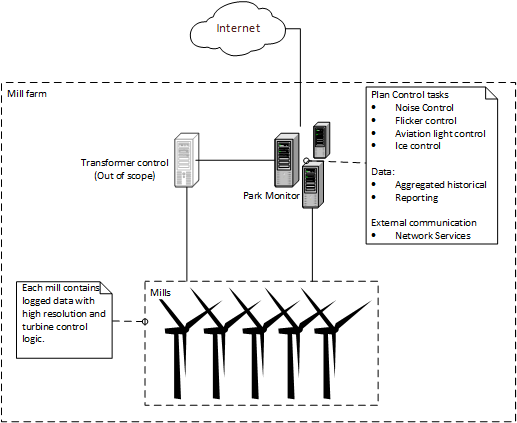 Internet
Mill farm
Plan Control tasks
• Noise Control
• Flicker control
• Aviation light control
• Ice control
Data:
• Aggregated historical
• Reporting
External communication
• Network Services
Transformer control
(Out of scope)
Park Monitor
Each mill contains
logged data with
high resolution and
turbine control
logic.
Mills